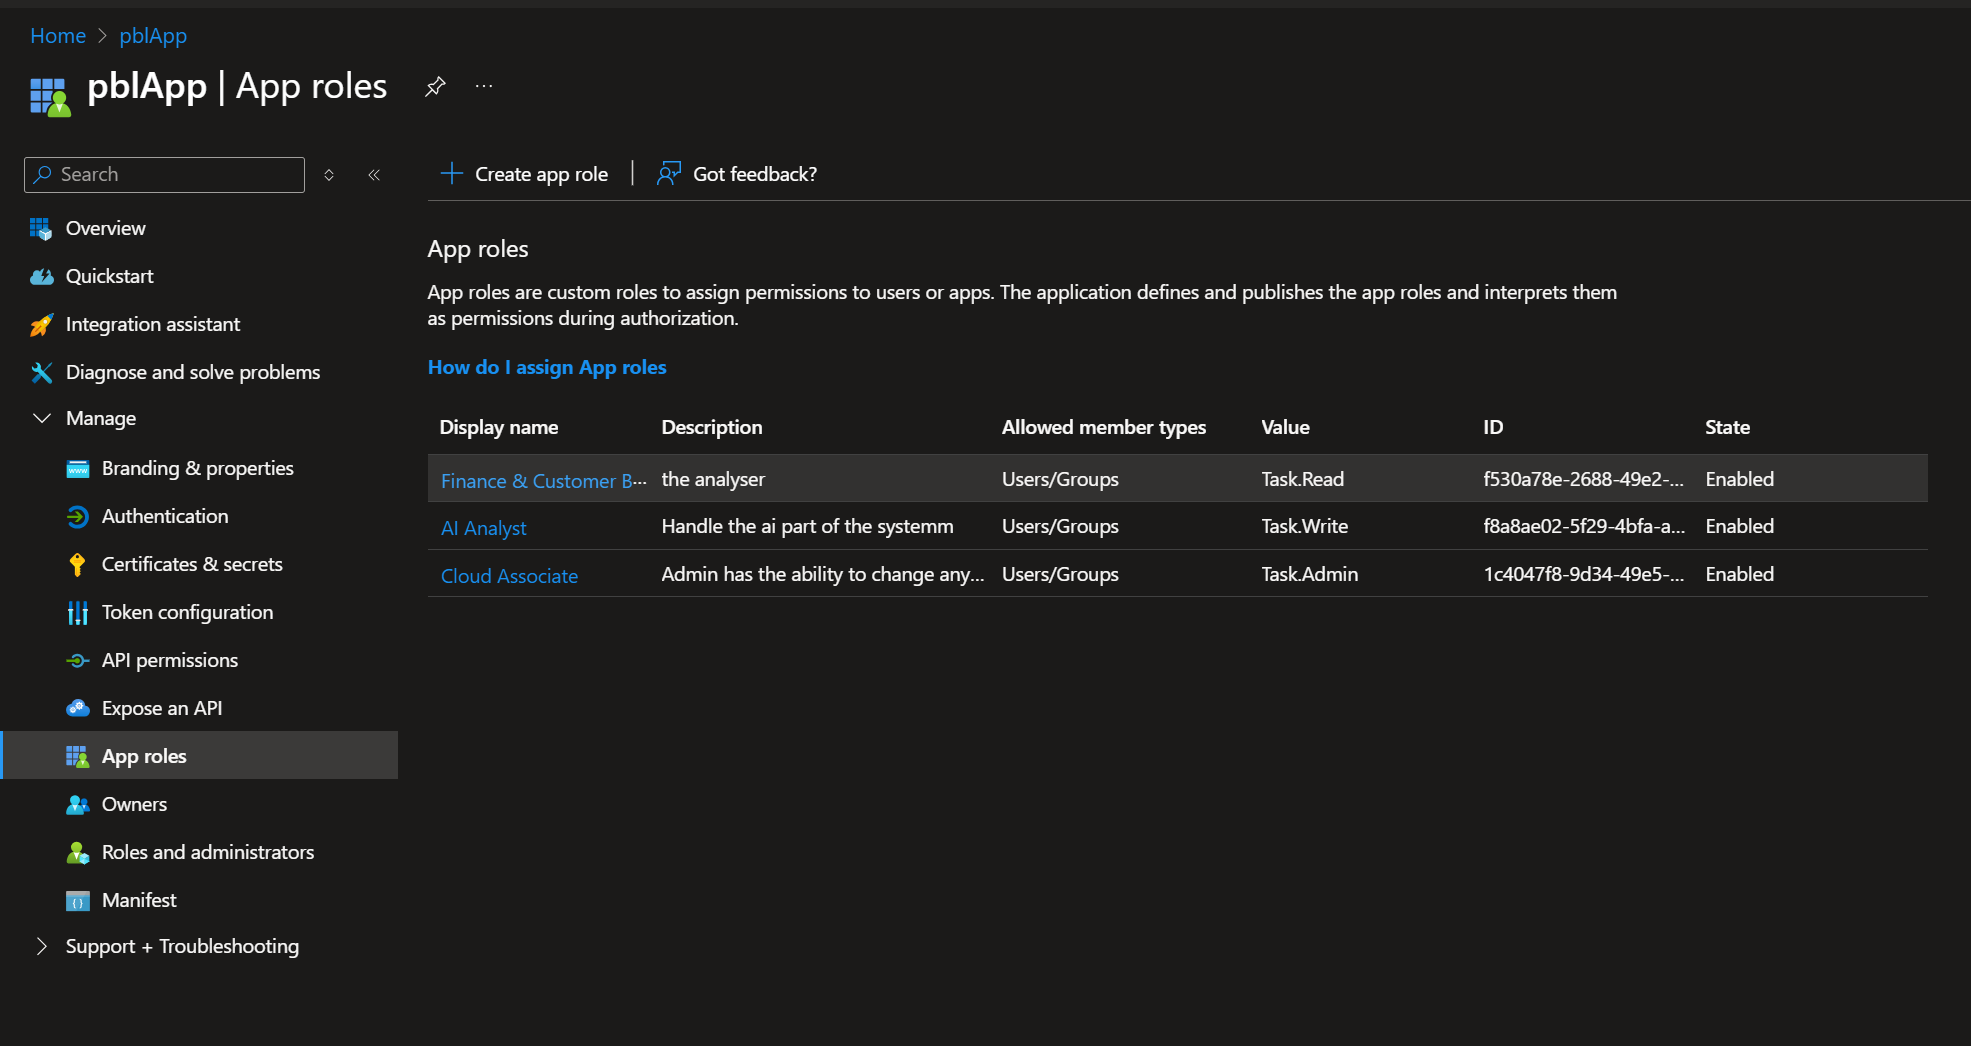 Home > pblApp
pblApp | App roles
Search
Create app role | Got feedback?
Overview
Quickstart
Integration assistant
Diagnose and solve problems
Manage
Branding & properties
Authentication
Certificates & secrets
Token configuration
API permissions
Expose an API
App roles
Owners
Roles and administrators
Manifest
Support + Troubleshooting
App roles
App roles are custom roles to assign permissions to users or apps. The application defines and publishes the app roles and interprets them
as permissions during authorization.
How do I assign App roles
Display name Description Allowed member types Value ID State
Finance & Customer B... the analyser Users/Groups Task.Read f530a78e-2688-49e2-... Enabled
AI Analyst Handle the ai part of the systemm Users/Groups Task.Write f8a8ae02-5f29-4bfa-a... Enabled
Cloud Associate Admin has the ability to change any... Users/Groups Task.Admin 1c4047f8-9d34-49e5-... Enabled